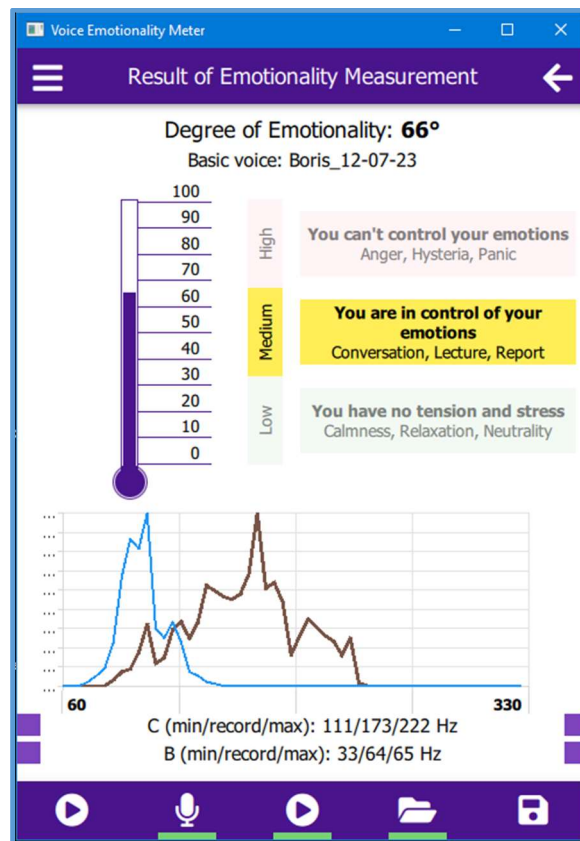 Voice Emotionality Meter
Result of Emotionality Measurement
Degree of Emotionality: 66°
Basic voice: Boris_12-07-23
100
90
80
70
60
50
40
30
20
10
0
High
Medium
Low
You can't control your emotions
Anger, Hysteria, Panic
You are in control of your
emotions
Conversation, Lecture, Report
You have no tension and stress
Calmness, Relaxation, Neutrality
...
...
...
...
...
...
...
...
...
...
60
330
C (min/record/max): 111/173/222 Hz
B (min/record/max): 33/64/65 Hz